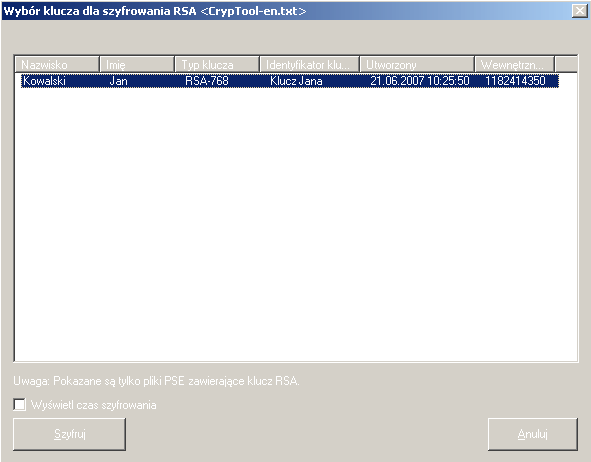 Wybór klucza dla szyfrowania RSA <CrypTool-en.txt>
Nazwisko Imię Typ klucza Identyfikator klu... Utworzony Wewnętrzn...
Kowalski Jan RSA-768 Klucz Jana 21.06.2007 10:25:50 1182414350
Uwaga: Pokazane są tylko pliki PSE zawierające klucz RSA.
Wyświetl czas szyfrowania
Szyfruj Anuluj